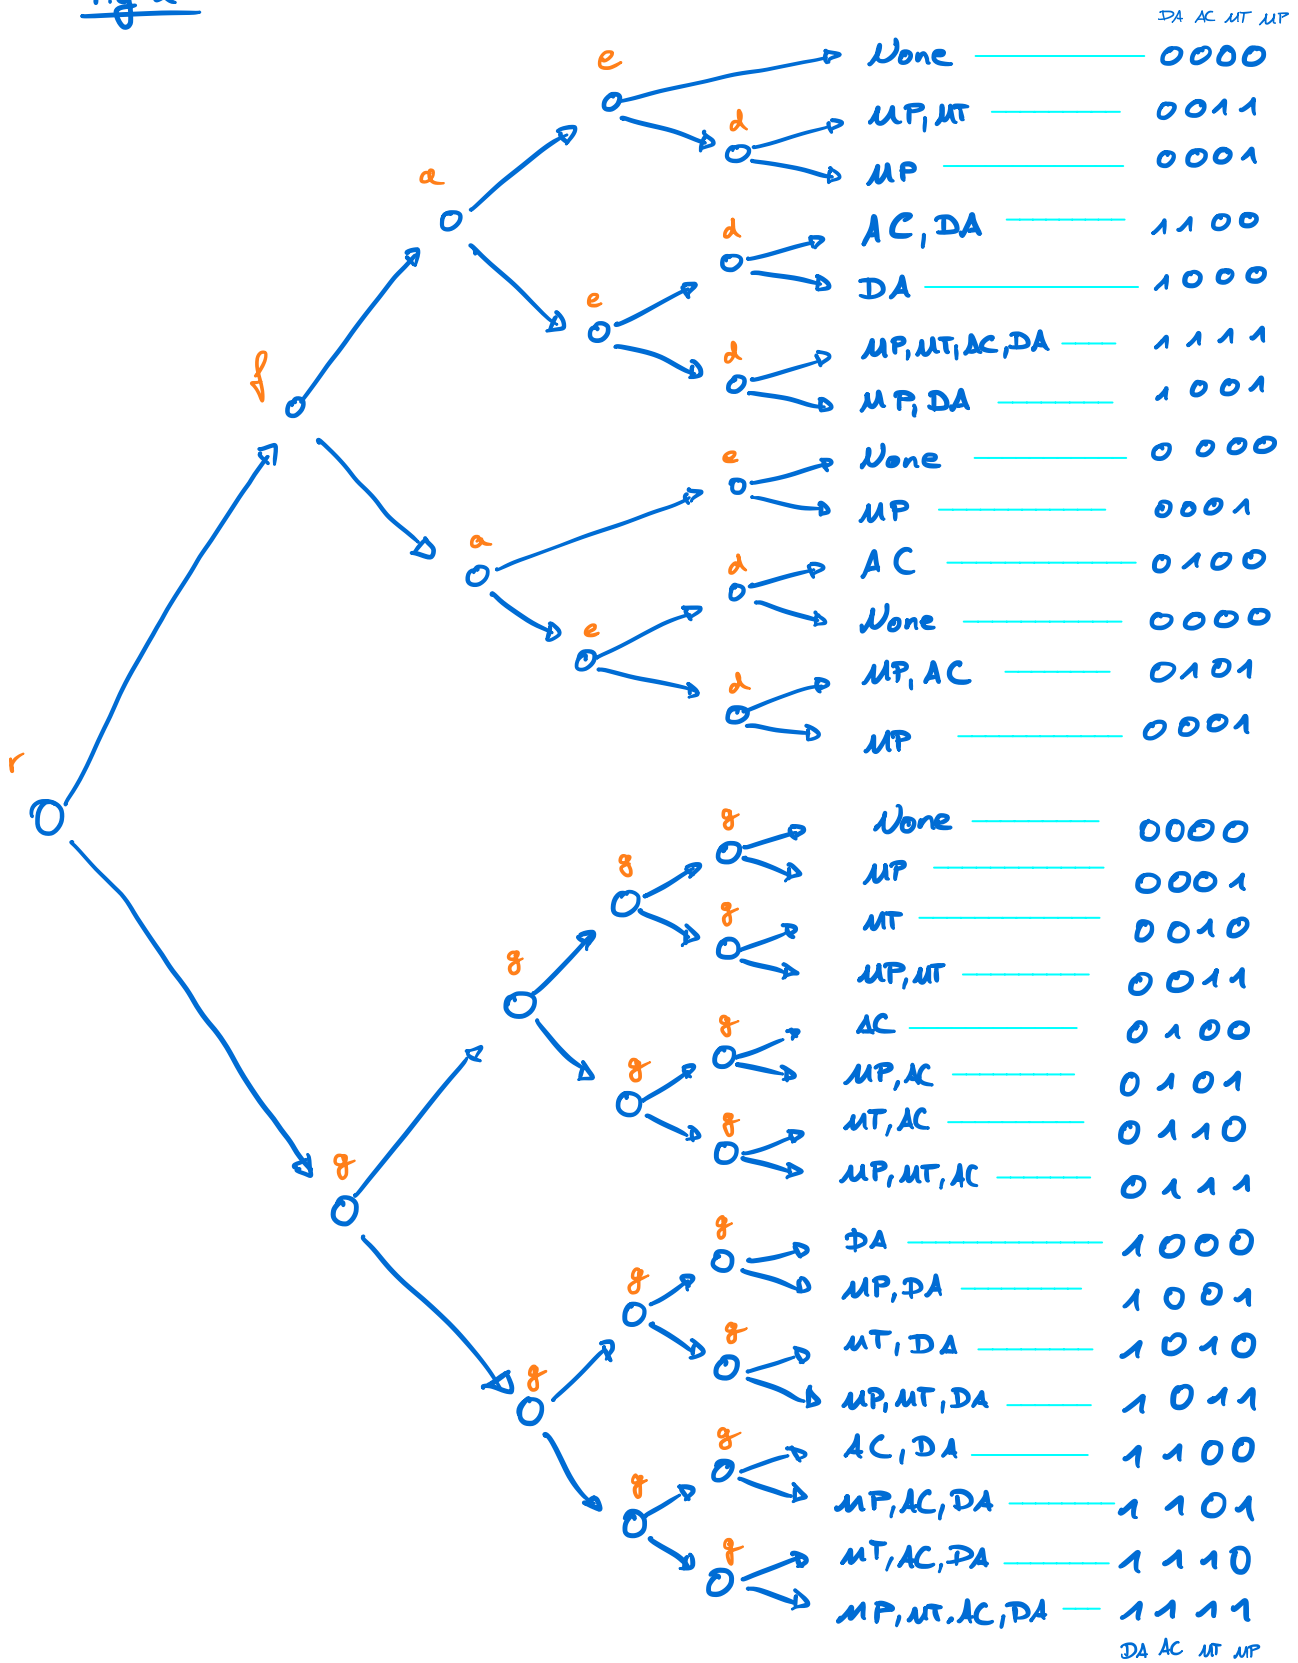 DA AC MT MP
e
None 0000
d
MP, MT 0011
MP 0001
a
d
AC, DA 1100
DA 1000
e
d
MP, MT, AC, DA 1111
MP, DA 1001
f
e
None 0000
MP 0001
a
d
AC 0100
None 0000
e
d
MP, AC 0101
MP 0001
r
g
None 0000
MP 0001
g
g
MT 0010
MP, MT 0011
g
g
AC 0100
MP, AC 0101
g
g
MT, AC 0110
MP, MT, AC 0111
g
g
DA 1000
MP, DA 1001
g
g
MT, DA 1010
MP, MT, DA 1011
g
g
AC, DA 1100
MP, AC, DA 1101
g
g
MT, AC, DA 1110
MP, MT. AC, DA 1111
DA AC MT MP